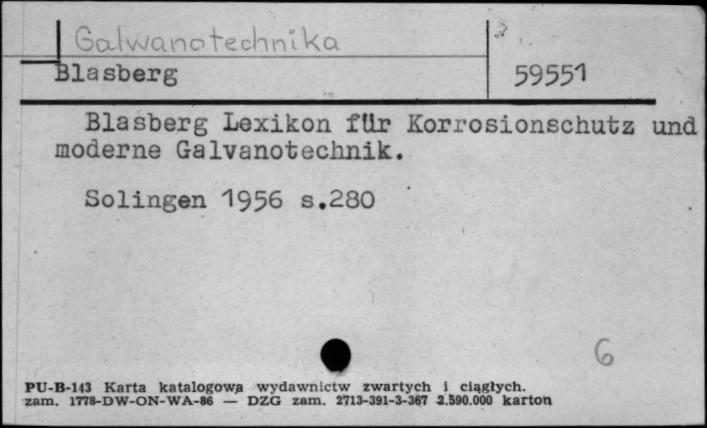 Galwanotechnika
Blasberg 59551
Blasberg Lexikon für Korrosionschutz und
moderne Galvanotechnik.
Solingen 1956 s.280
6
PU-B-143 Karta katalogowa wydawnictw zwartych i ciągłych.
zam. 1778-DW-ON-WA-86 — DZG zam. 2713-391-3-367 2.590.000 karton